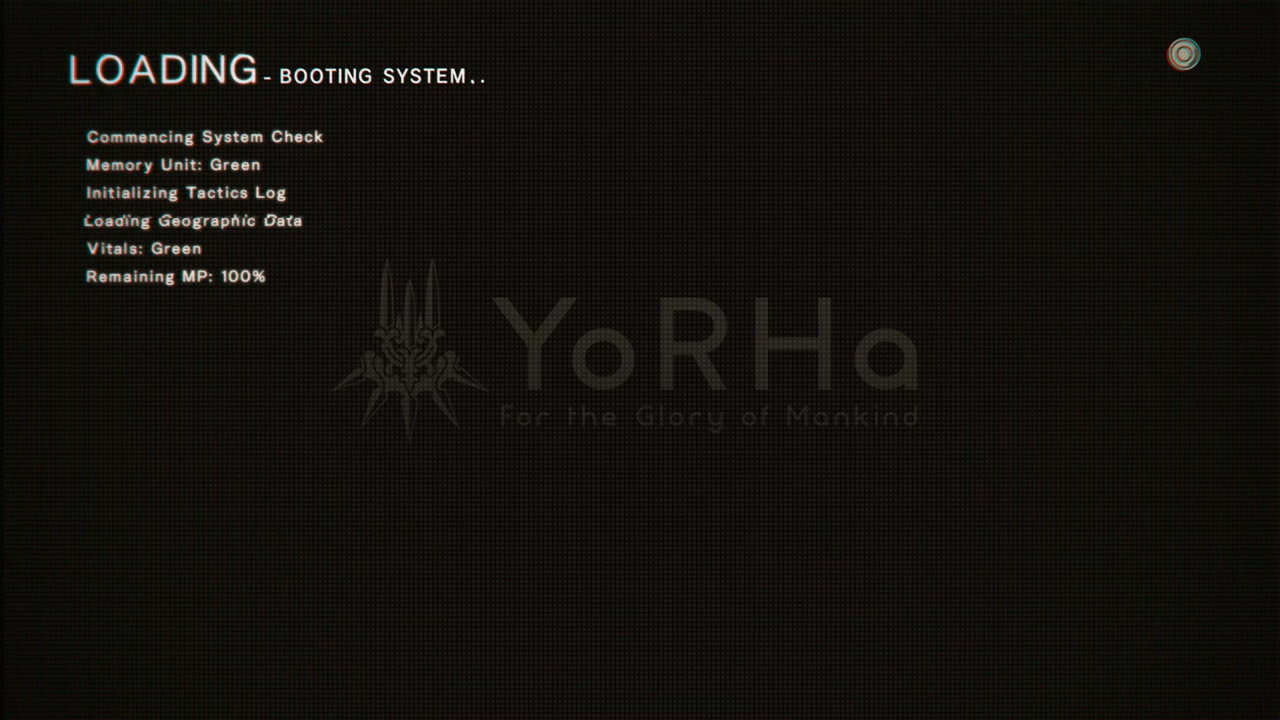 LOADING - BOOTING SYSTEM..
Commencing System Check
Memory Unit: Green
Initializing Tactics Log
Loading Geographic Data
Vitals: Green
Remaining MP: 100%
YoRHa
For the Glory of Mankind